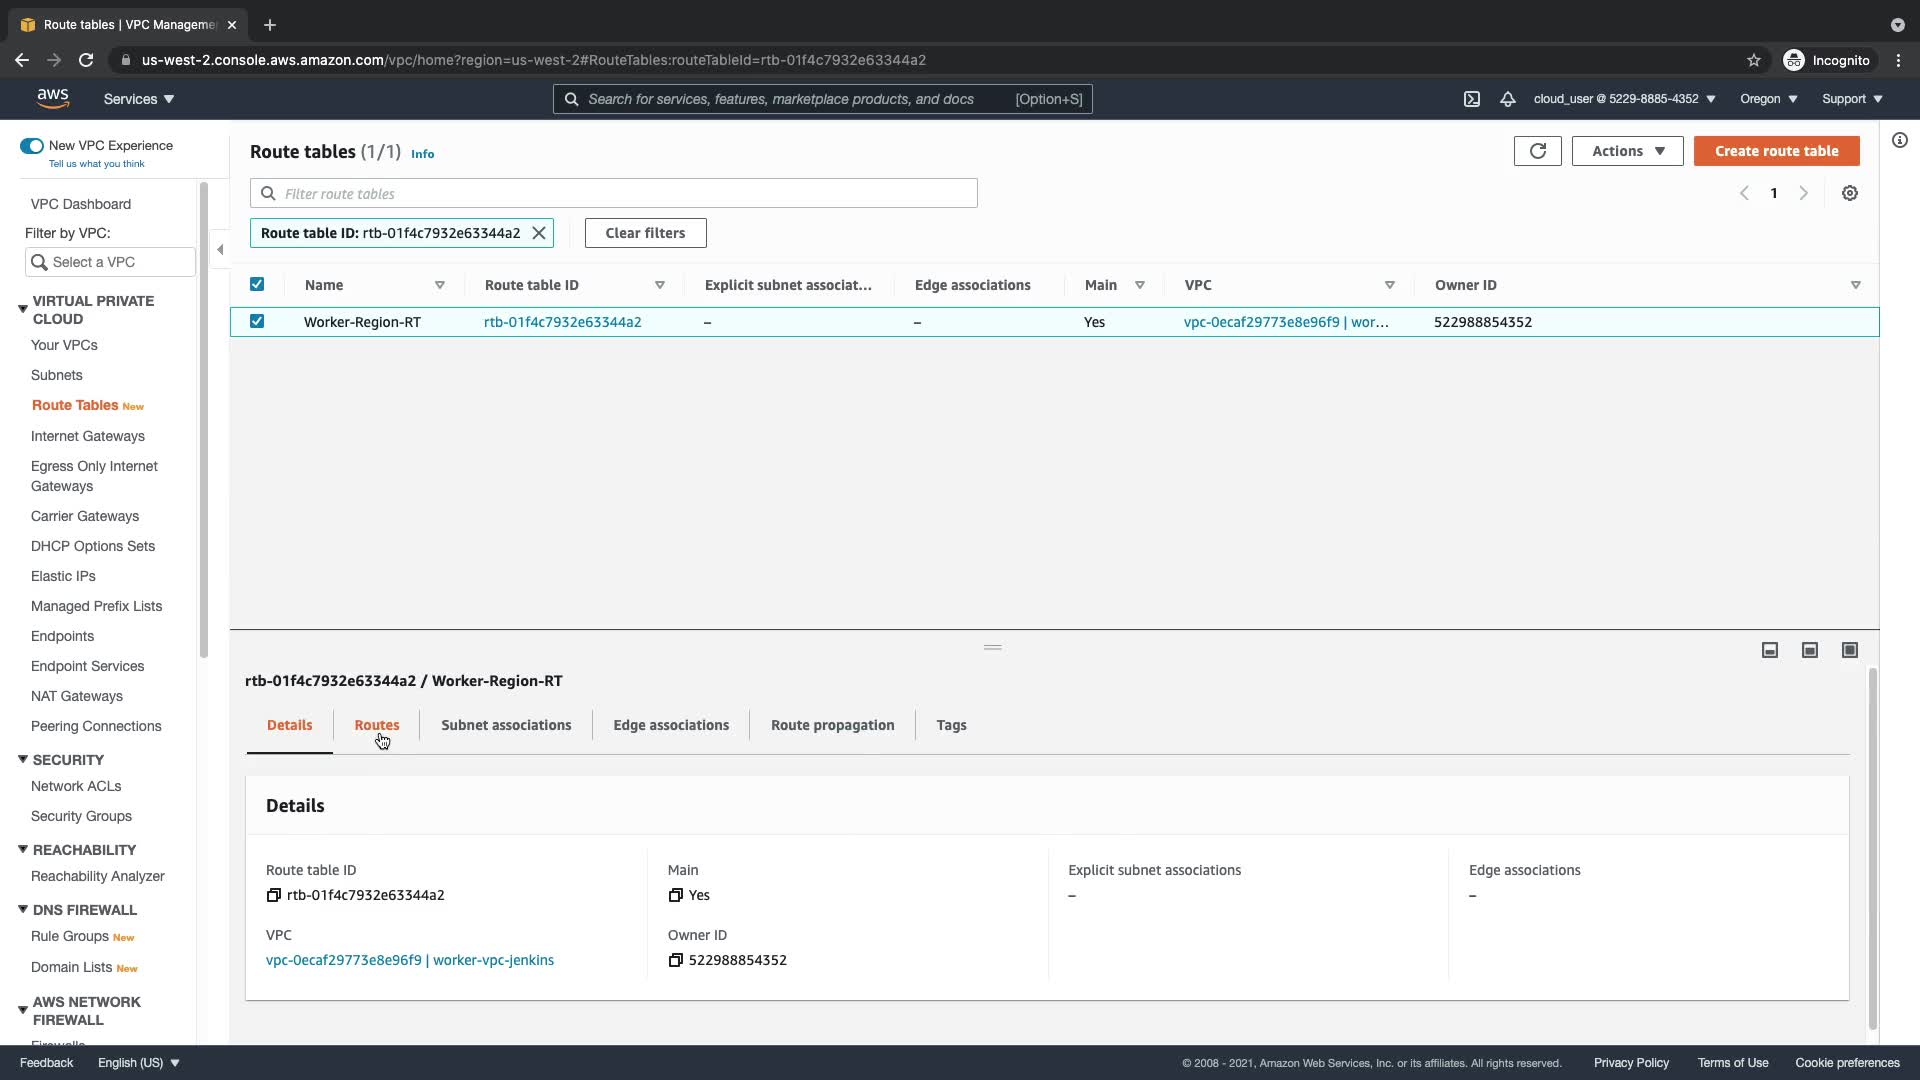 Route tables | VPC Manageme
us-west-2.console.aws.amazon.com/vpc/home?region=us-west-2#RouteTables:routeTableId=rtb-01f4c7932e63344a2
Incognito
aws
Services
Search for services, features, marketplace products, and docs
[Option+S]
cloud_user @ 5229-8885-4352
Oregon
Support
New VPC Experience
Tell us what you think
VPC Dashboard
Filter by VPC:
Select a VPC
VIRTUAL PRIVATE
CLOUD
Your VPCs
Subnets
Route Tables New
Internet Gateways
Egress Only Internet
Gateways
Carrier Gateways
DHCP Options Sets
Elastic IPs
Managed Prefix Lists
Endpoints
Endpoint Services
NAT Gateways
Peering Connections
SECURITY
Network ACLs
Security Groups
REACHABILITY
Reachability Analyzer
DNS FIREWALL
Rule Groups New
Domain Lists New
AWS NETWORK
FIREWALL
Firewalls
Route tables (1/1) Info
Actions
Create route table
Filter route tables
1
Route table ID: rtb-01f4c7932e63344a2
Clear filters
Name Route table ID Explicit subnet associat... Edge associations Main VPC Owner ID
Worker-Region-RT rtb-01f4c7932e63344a2 – – Yes vpc-0ecaf29773e8e96f9 | wor... 522988854352
rtb-01f4c7932e63344a2 / Worker-Region-RT
Details Routes Subnet associations Edge associations Route propagation Tags
Details
Route table ID
rtb-01f4c7932e63344a2
Main
Yes
Explicit subnet associations
–
Edge associations
–
VPC
vpc-0ecaf29773e8e96f9 | worker-vpc-jenkins
Owner ID
522988854352
Feedback
English (US)
© 2008 - 2021, Amazon Web Services, Inc. or its affiliates. All rights reserved.
Privacy Policy
Terms of Use
Cookie preferences